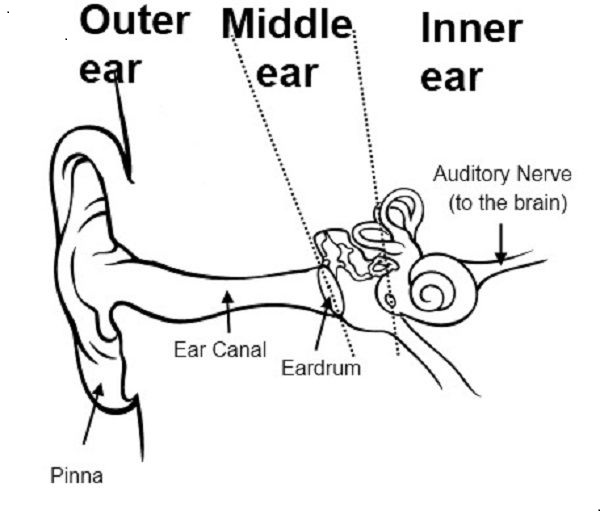 Outer
ear
Middle
ear
Inner
ear
Auditory Nerve
(to the brain)
Ear Canal
Eardrum
Pinna